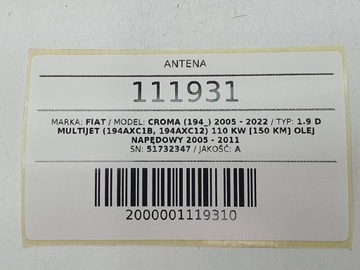 ANTENA
111931
MARKA: FIAT / MODEL: CROMA (194_) 2005 - 2022 / TYP: 1.9 D
MULTIJET (194AXC1B, 194AXC12) 110 KW [150 KM] OLEJ
NAPĘDOWY 2005 - 2011
SN: 51732347 / JAKOŚĆ: A
2000001119310